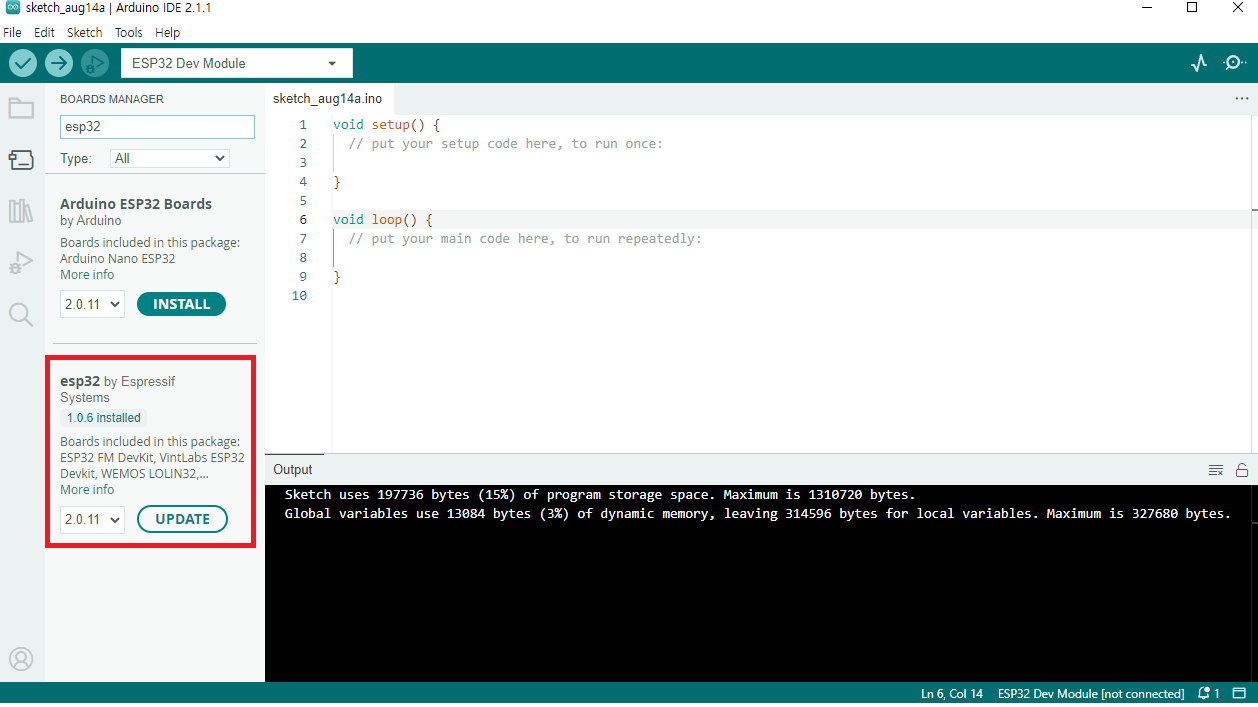 sketch_aug14a | Arduino IDE 2.1.1
File Edit Sketch Tools Help
ESP32 Dev Module
BOARDS MANAGER
esp32
Type: All
Arduino ESP32 Boards
by Arduino
Boards included in this package:
Arduino Nano ESP32
More info
2.0.11 INSTALL
esp32 by Espressif
Systems
1.0.6 installed
Boards included in this package:
ESP32 FM DevKit, VintLabs ESP32
Devkit, WEMOS LOLIN32,...
More info
2.0.11 UPDATE
sketch_aug14a.ino
1 void setup() {
2 // put your setup code here, to run once:
3
4 }
5
6 void loop() {
7 // put your main code here, to run repeatedly:
8
9 }
10
Output
Sketch uses 197736 bytes (15%) of program storage space. Maximum is 1310720 bytes.
Global variables use 13084 bytes (3%) of dynamic memory, leaving 314596 bytes for local variables. Maximum is 327680 bytes.
Ln 6, Col 14 ESP32 Dev Module [not connected] 1